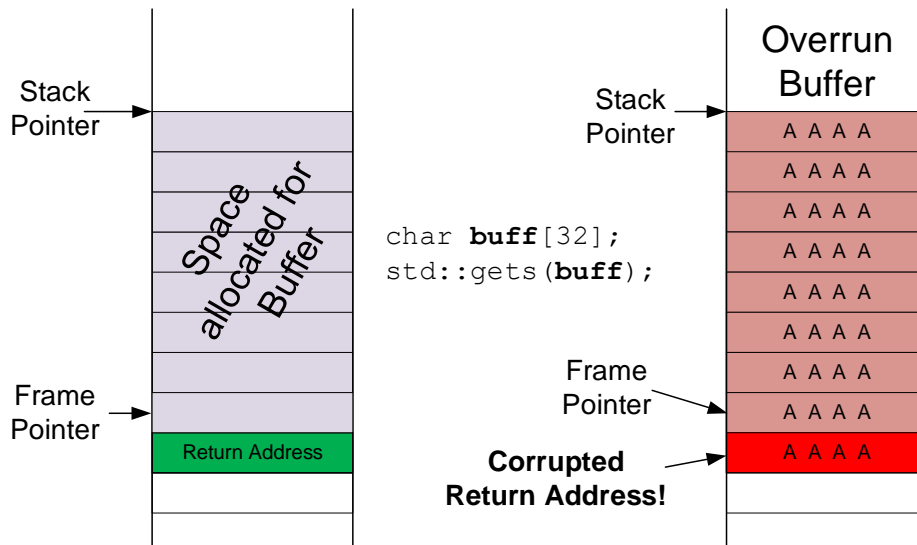 Stack
Pointer
Space
allocated for
Buffer
Frame
Pointer
Return Address
char buff[32];
std::gets(buff);
Overrun
Buffer
Stack
Pointer
A A A A
A A A A
A A A A
A A A A
A A A A
A A A A
A A A A
A A A A
Frame
Pointer
A A A A
Corrupted
Return Address!